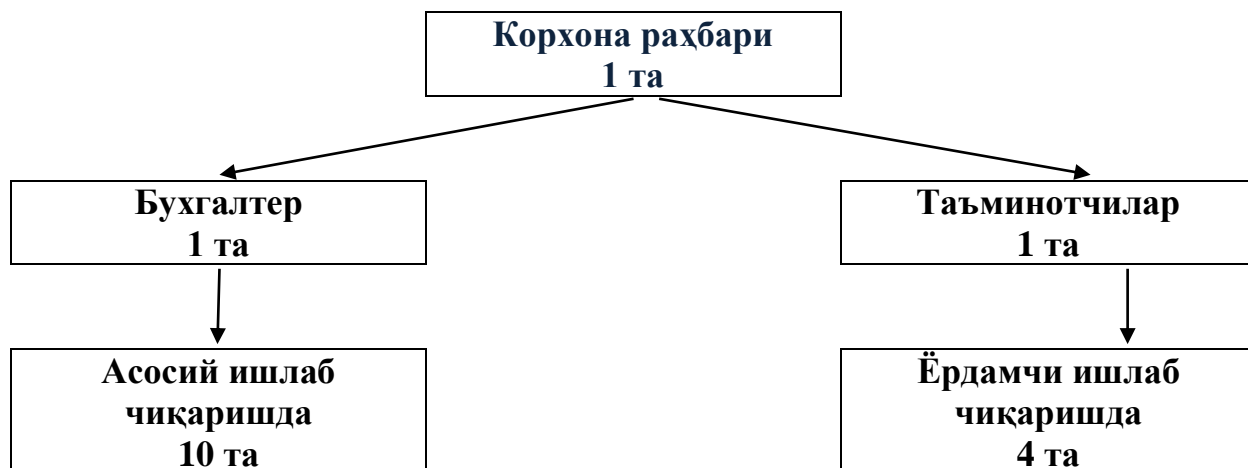 Корхона раҳбари
1 та
Бухгалтер
1 та
Таъминотчилар
1 та
Асосий ишлаб
чиқаришда
10 та
Ёрдамчи ишлаб
чиқаришда
4 та